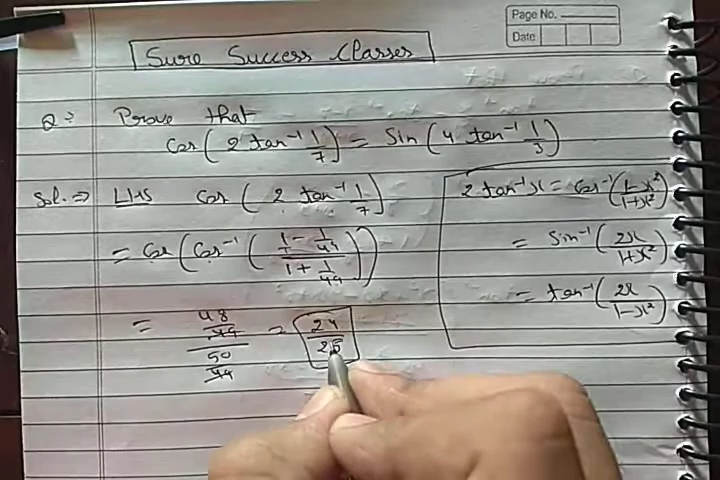 Page No.
Date
Sure Success Classes
Q⇒ Prove that
Cos(2 tan⁻¹ 1/7) = Sin(4 tan⁻¹ 1/3)
Sol.⇒ LHS Cos(2 tan⁻¹ 1/7)
= Cos(Cos⁻¹((1 - 1/49)/(1 + 1/49)))
= (48/49)/(50/49) = 24/25
2 tan⁻¹x = Cos⁻¹((1-x²)/(1+x²))
= Sin⁻¹(2x/(1+x²))
= tan⁻¹(2x/(1-x²))